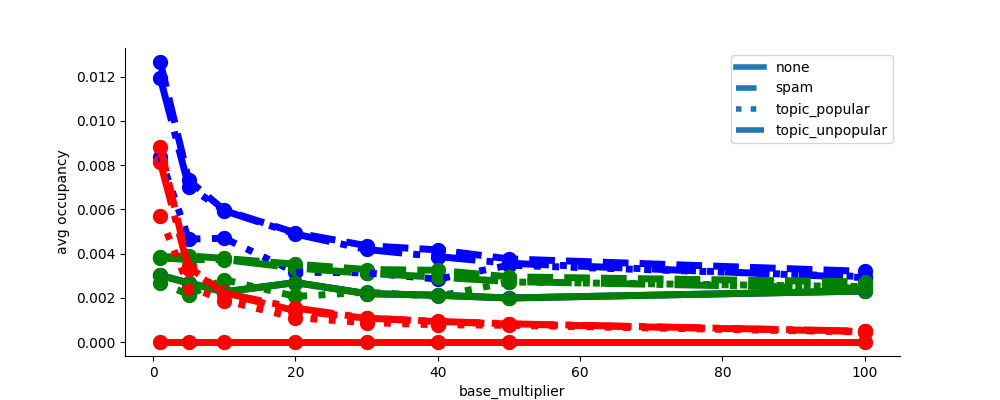 none
spam
topic_popular
topic_unpopular
0.012
0.010
0.008
0.006
0.004
0.002
0.000
avg occupancy
0 20 40 60 80 100
base_multiplier